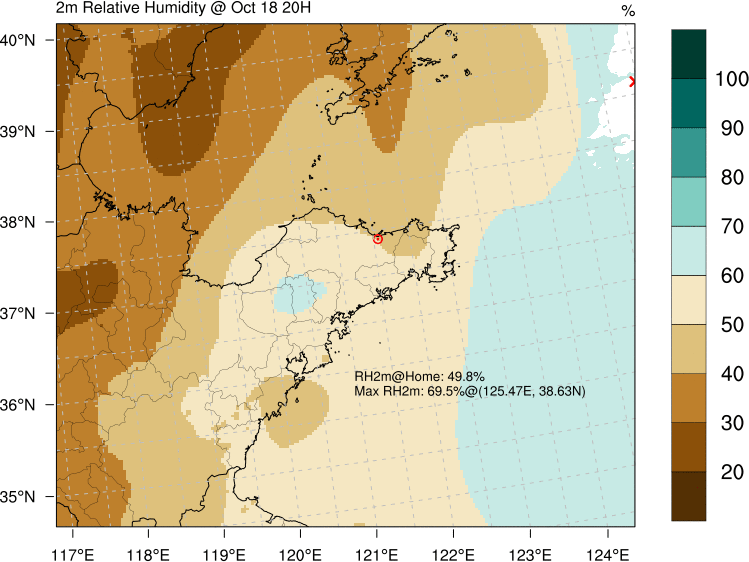 2m Relative Humidity @ Oct 18 20H
%
40°N
39°N
38°N
37°N
36°N
35°N
117°E
118°E
119°E
120°E
121°E
122°E
123°E
124°E
RH2m@Home: 49.8%
Max RH2m: 69.5%@(125.47E, 38.63N)
100
90
80
70
60
50
40
30
20